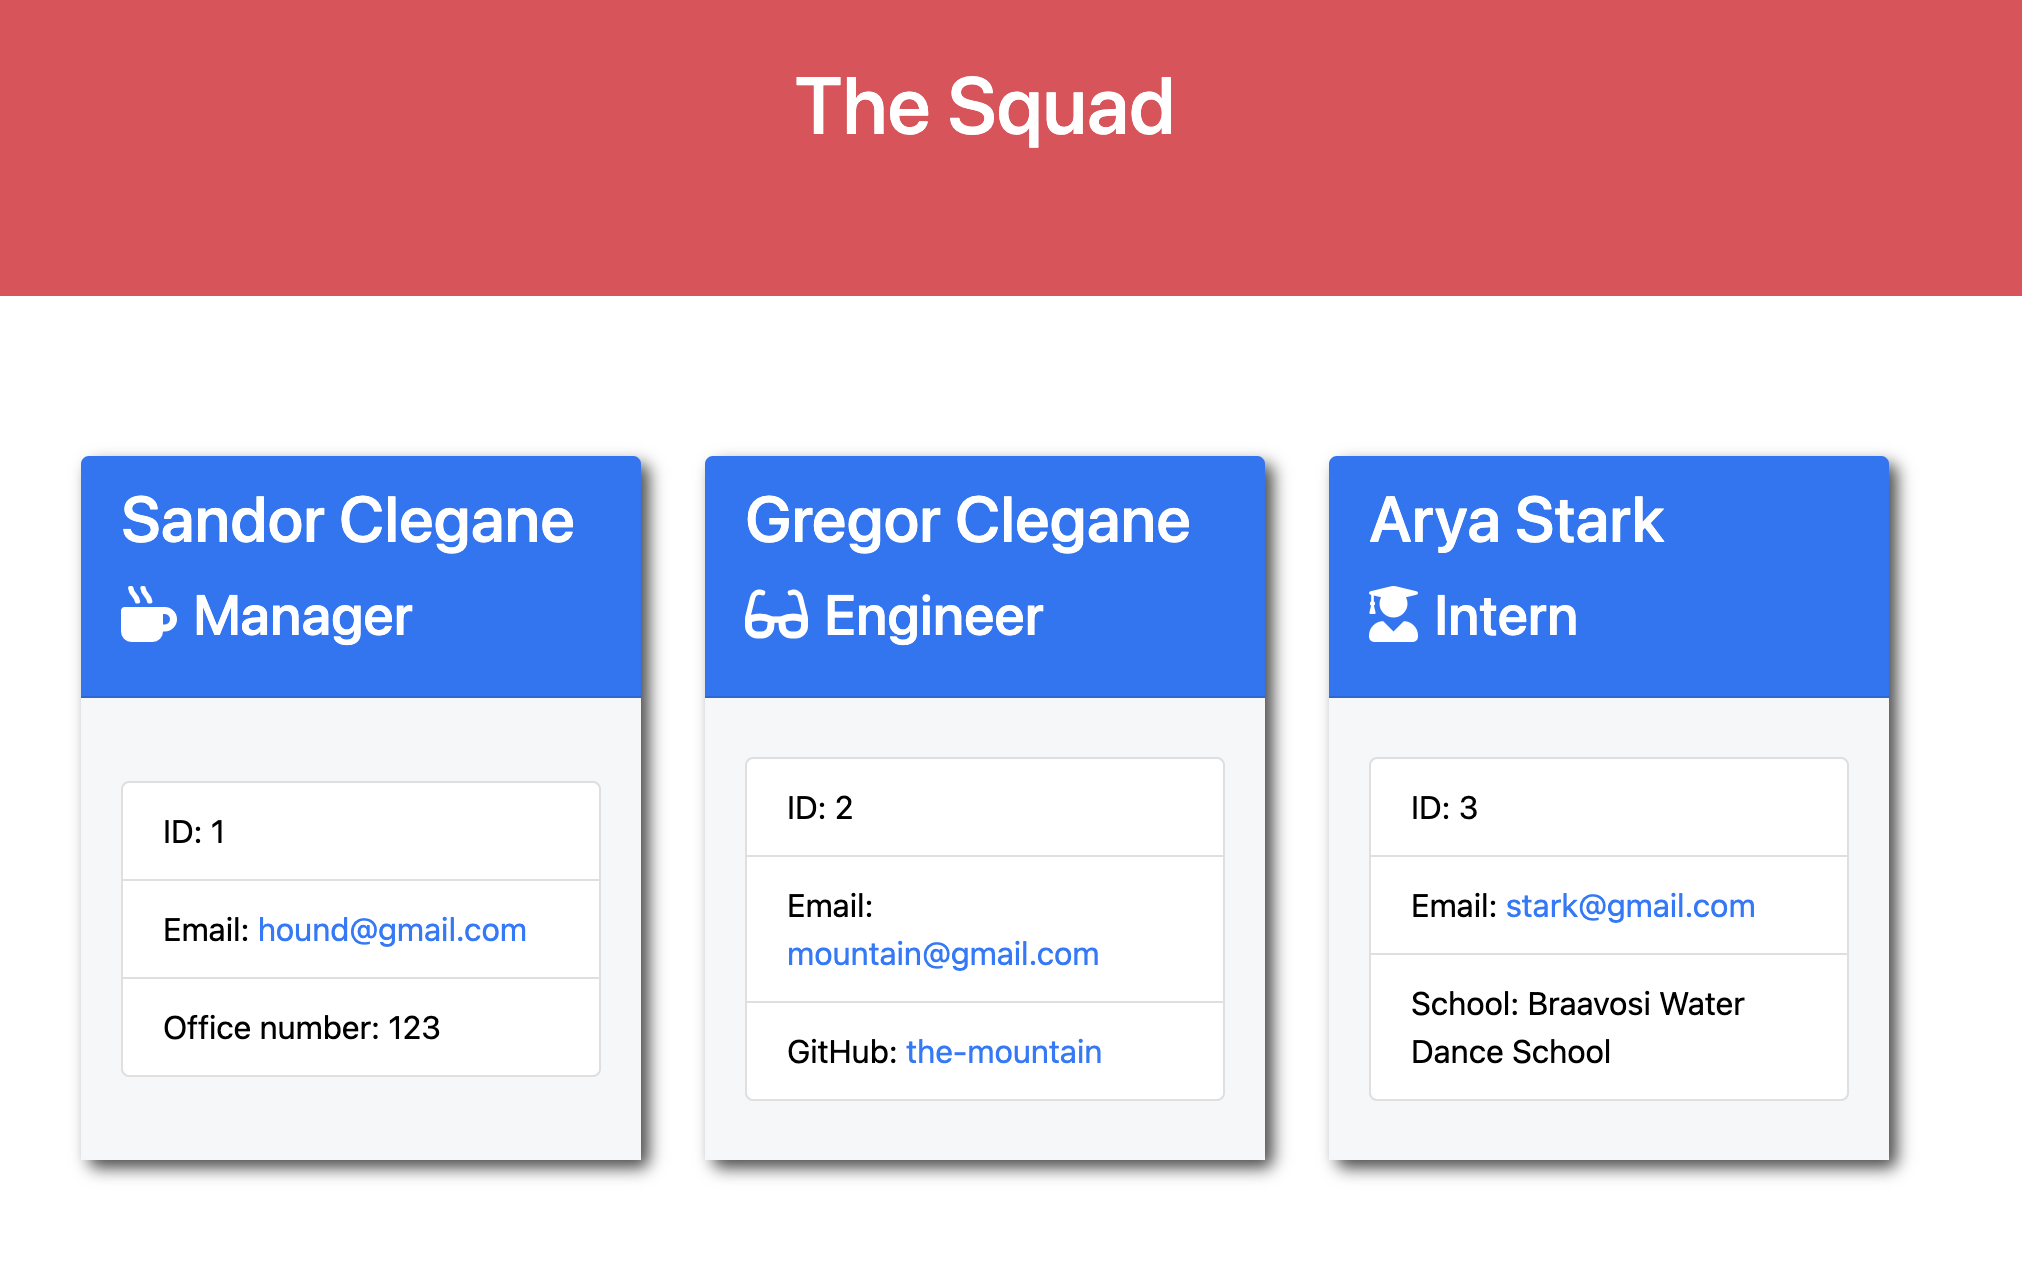 The Squad
Sandor Clegane
Manager
ID: 1
Email: hound@gmail.com
Office number: 123
Gregor Clegane
Engineer
ID: 2
Email:
mountain@gmail.com
GitHub: the-mountain
Arya Stark
Intern
ID: 3
Email: stark@gmail.com
School: Braavosi Water
Dance School